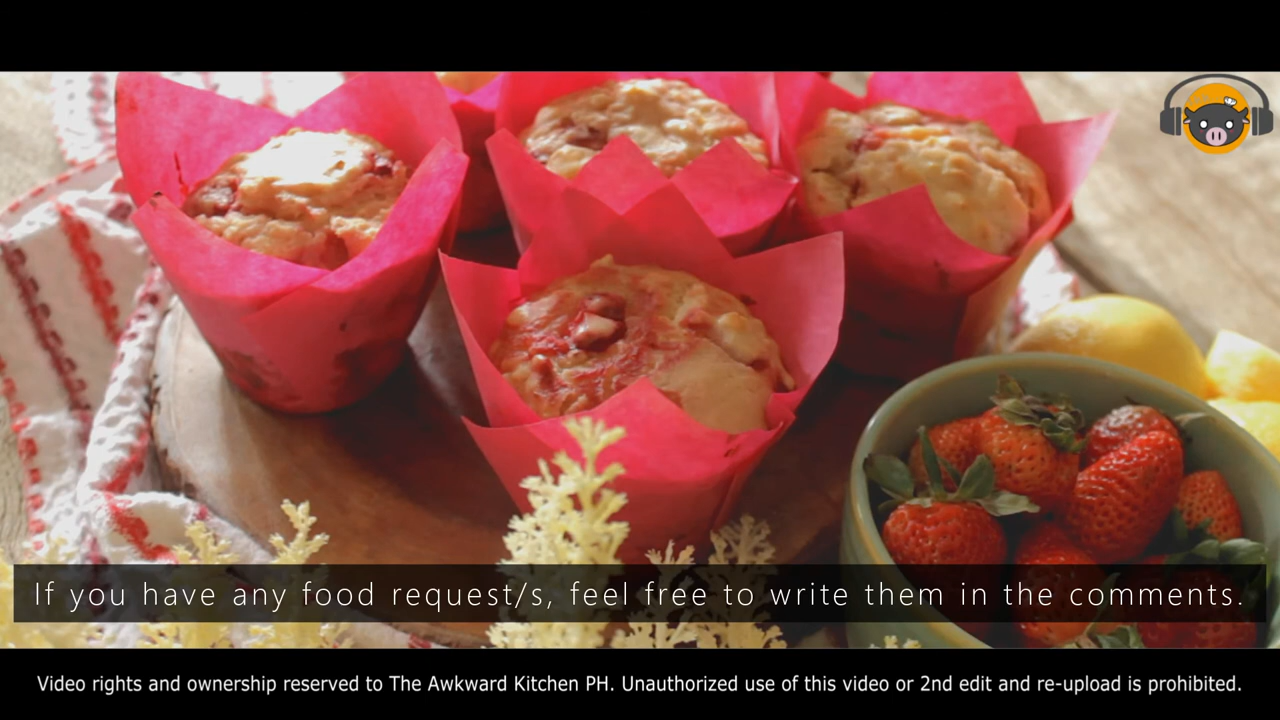 If you have any food request/s, feel free to write them in the comments.
Video rights and ownership reserved to The Awkward Kitchen PH. Unauthorized use of this video or 2nd edit and re-upload is prohibited.